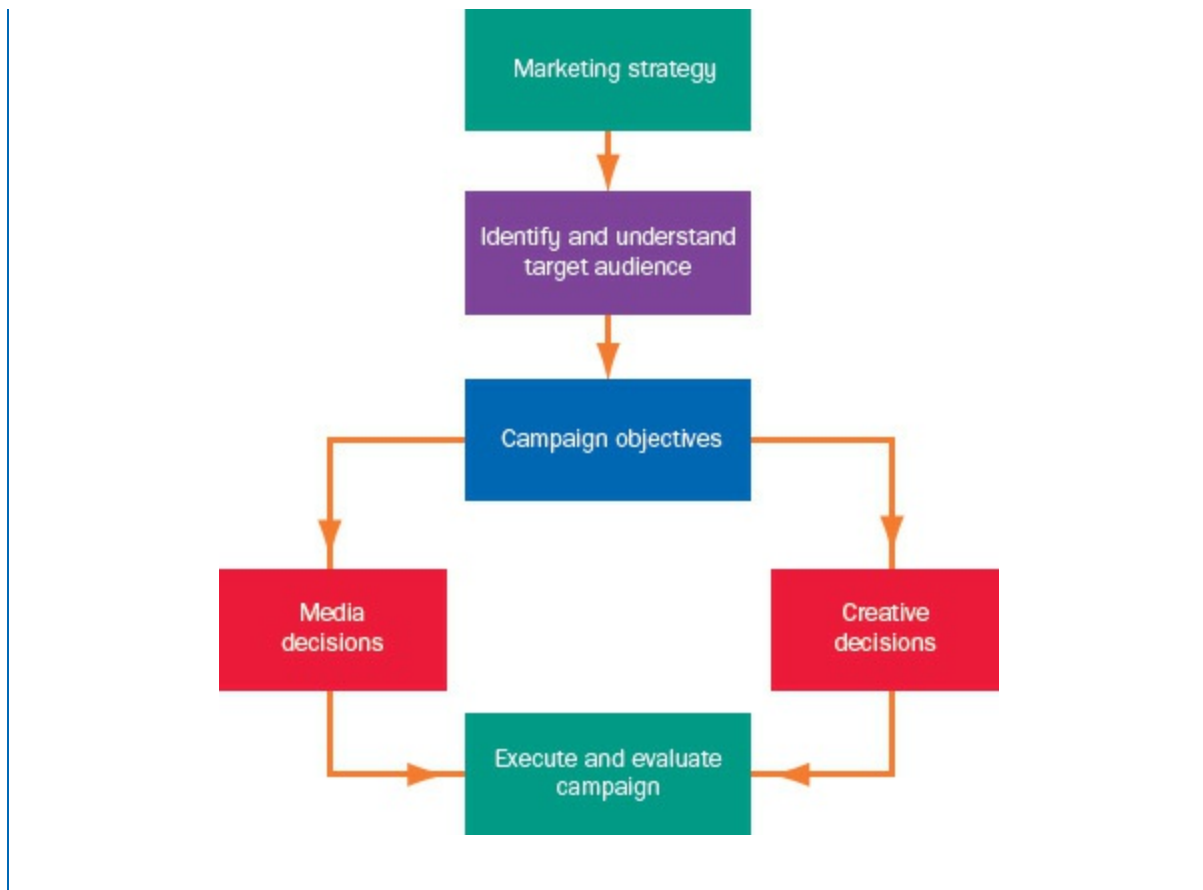 Marketing strategy
Identify and understand
target audience
Campaign objectives
Media
decisions
Creative
decisions
Execute and evaluate
campaign